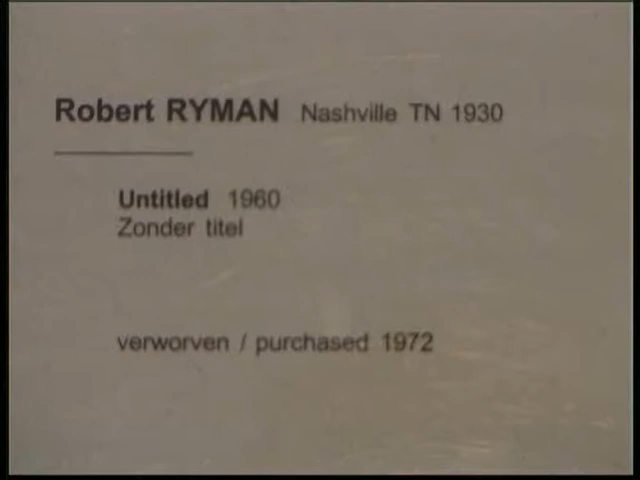 Robert RYMAN Nashville TN 1930
Untitled 1960
Zonder titel
verworven / purchased 1972